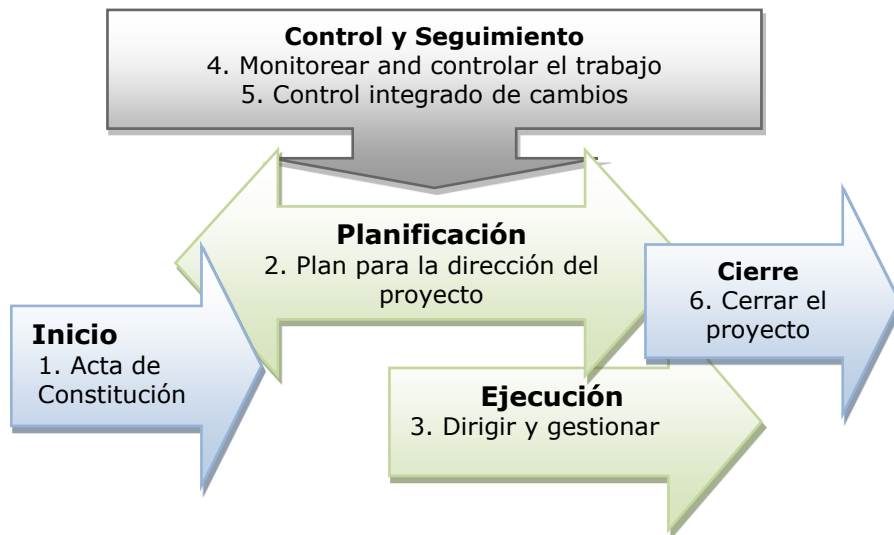 Control y Seguimiento
4. Monitorear and controlar el trabajo
5. Control integrado de cambios
Planificación
2. Plan para la dirección del
proyecto
Cierre
6. Cerrar el
proyecto
Inicio
1. Acta de
Constitución
Ejecución
3. Dirigir y gestionar